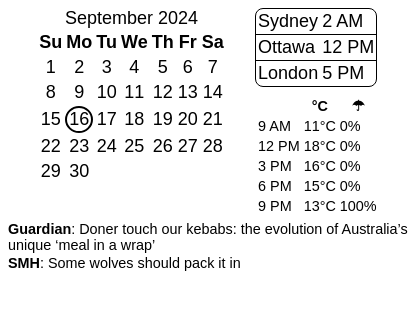 September 2024
Su Mo Tu We Th Fr Sa
1 2 3 4 5 6 7
8 9 10 11 12 13 14
15 16 17 18 19 20 21
22 23 24 25 26 27 28
29 30
Sydney 2 AM
Ottawa 12 PM
London 5 PM
°C ☂
9 AM 11°C 0%
12 PM 18°C 0%
3 PM 16°C 0%
6 PM 15°C 0%
9 PM 13°C 100%
Guardian: Doner touch our kebabs: the evolution of Australia’s
unique ‘meal in a wrap’
SMH: Some wolves should pack it in